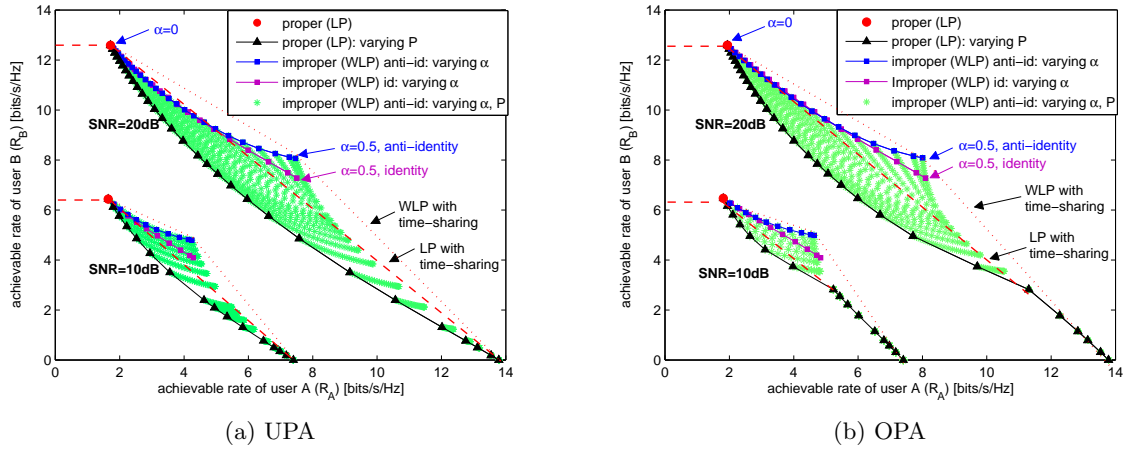 14
12
10
8
6
4
2
0
achievable rate of user B (R_B) [bits/s/Hz]
α=0
proper (LP)
proper (LP): varying P
improper (WLP) anti−id: varying α
improper (WLP) id: varying α
improper (WLP) anti−id: varying α, P
SNR=20dB
α=0.5, anti−identity
α=0.5, identity
WLP with
time−sharing
LP with
time−sharing
SNR=10dB
2 4 6 8 10 12 14
achievable rate of user A (R_A) [bits/s/Hz]
(a) UPA
14
12
10
8
6
4
2
0
achievable rate of user B (R_B) [bits/s/Hz]
α=0
proper (LP)
proper (LP): varying P
improper (WLP) anti−id: varying α
Improper (WLP) id: varying α
improper (WLP) anti−id: varying α, P
SNR=20dB
α=0.5, anti−identity
α=0.5, identity
WLP with
time−sharing
LP with
time−sharing
SNR=10dB
0 2 4 6 8 10 12 14
achievable rate of user A (R_A) [bits/s/Hz]
(b) OPA